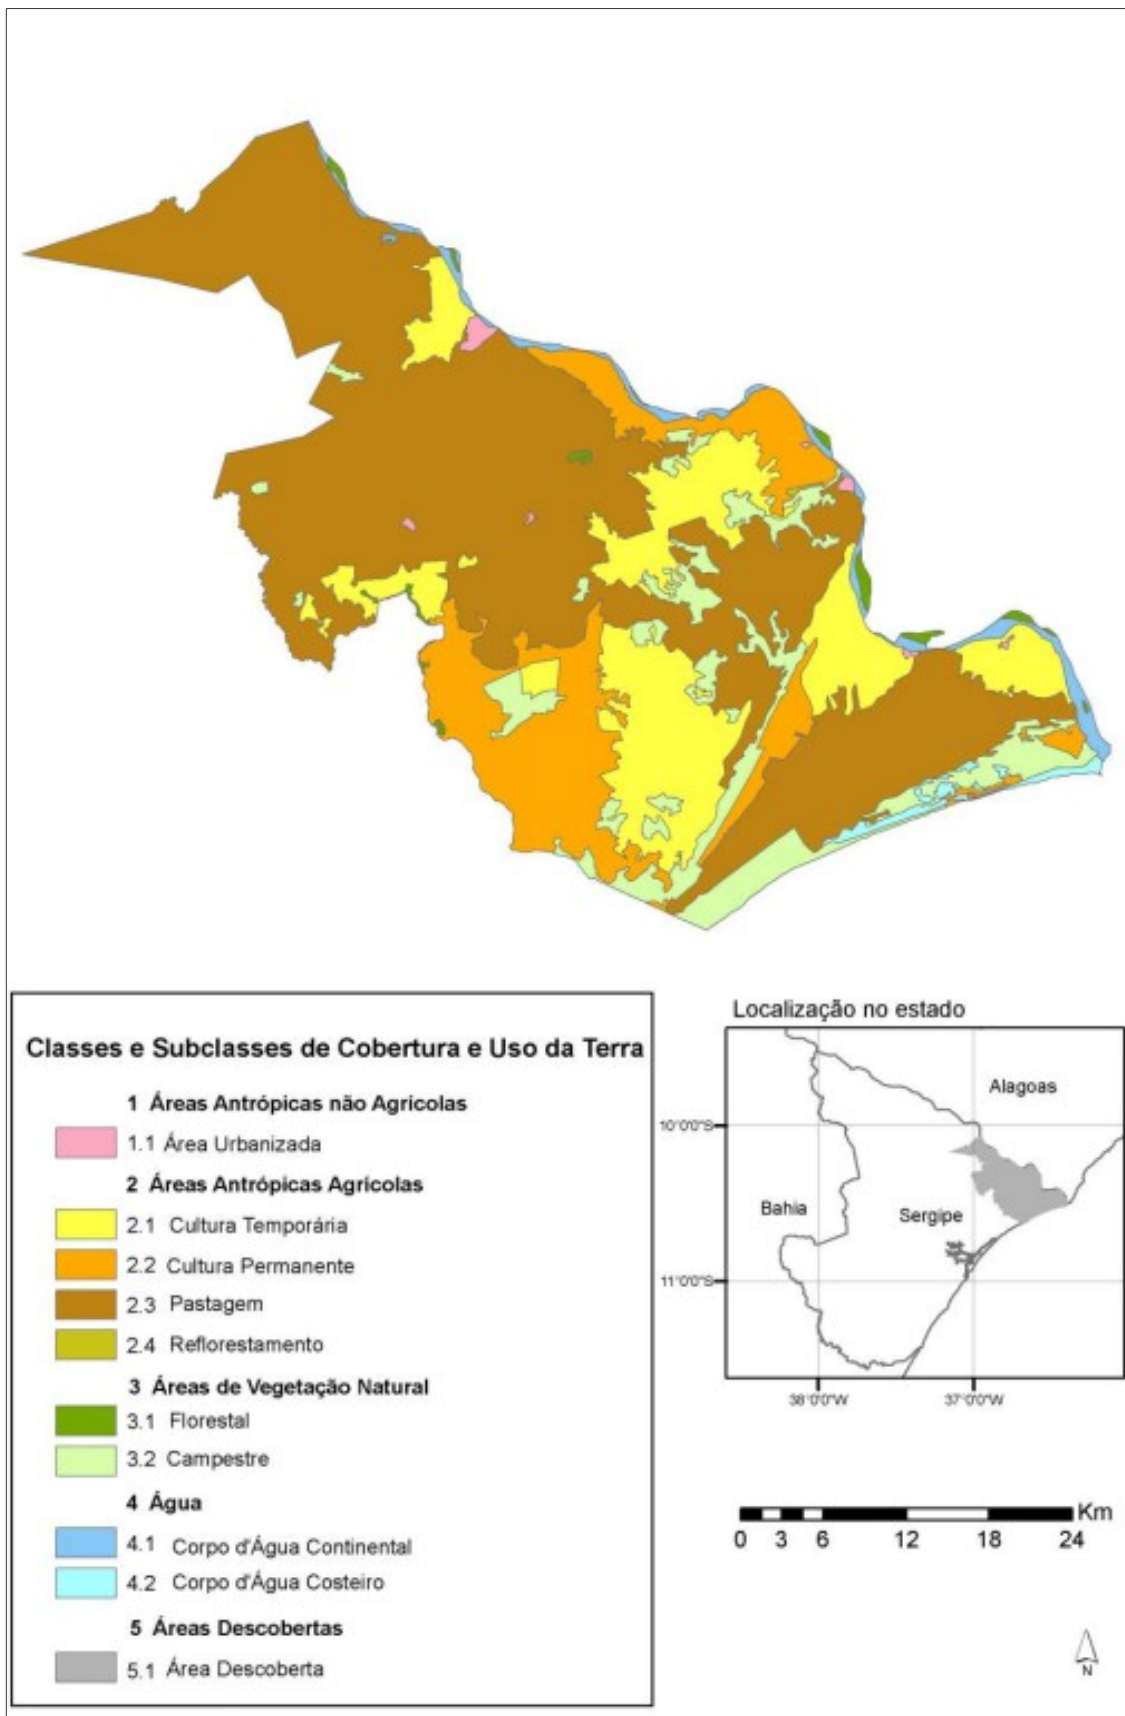 Classes e Subclasses de Cobertura e Uso da Terra
1 Áreas Antrópicas não Agrícolas
1.1 Área Urbanizada
2 Áreas Antrópicas Agrícolas
2.1 Cultura Temporária
2.2 Cultura Permanente
2.3 Pastagem
2.4 Reflorestamento
3 Áreas de Vegetação Natural
3.1 Florestal
3.2 Campestre
4 Água
4.1 Corpo d'Água Continental
4.2 Corpo d'Água Costeiro
5 Áreas Descobertas
5.1 Área Descoberta
Localização no estado
Alagoas
10°0'0"S
Bahia
Sergipe
11°0'0"S
38°0'0"W 37°0'0"W
Km
0 3 6 12 18 24
N